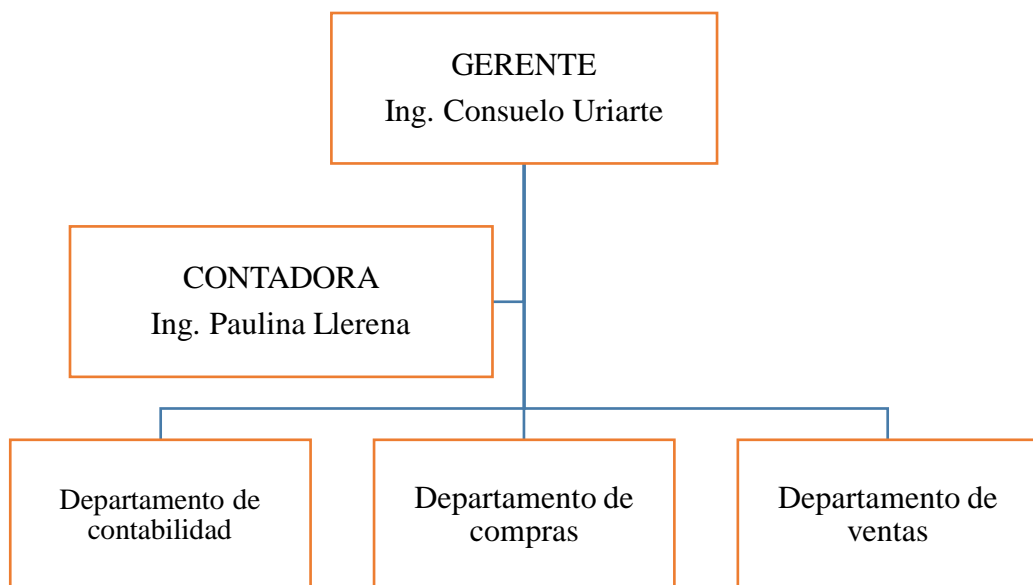 GERENTE
Ing. Consuelo Uriarte
CONTADORA
Ing. Paulina Llerena
Departamento de
contabilidad
Departamento de
compras
Departamento de
ventas